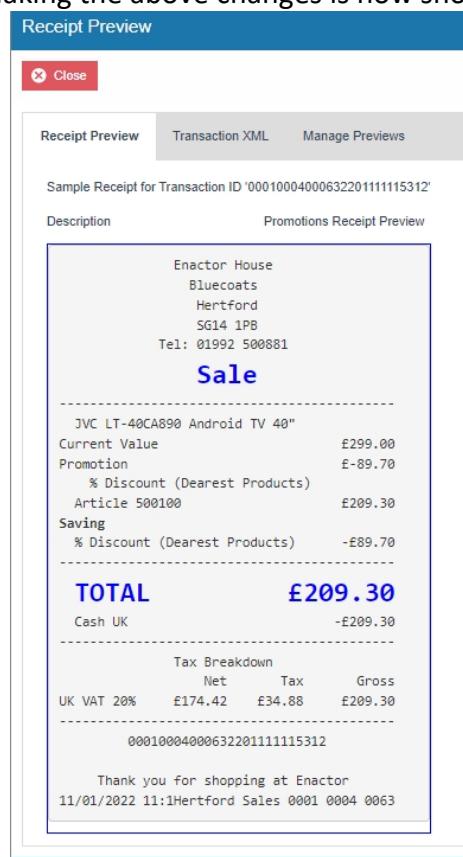 aking the above changes is now sho
Receipt Preview
Close
Receipt Preview Transaction XML Manage Previews
Sample Receipt for Transaction ID '00010004000632201111115312'
Description Promotions Receipt Preview
Enactor House
Bluecoats
Hertford
SG14 1PB
Tel: 01992 500881
Sale
----------------------------------------
JVC LT-40CA890 Android TV 40"
Current Value £299.00
Promotion £-89.70
% Discount (Dearest Products)
Article 500100 £209.30
Saving
% Discount (Dearest Products) -£89.70
----------------------------------------
TOTAL £209.30
Cash UK -£209.30
----------------------------------------
Tax Breakdown
Net Tax Gross
UK VAT 20% £174.42 £34.88 £209.30
----------------------------------------
00010004000632201111115312
Thank you for shopping at Enactor
11/01/2022 11:1Hertford Sales 0001 0004 0063